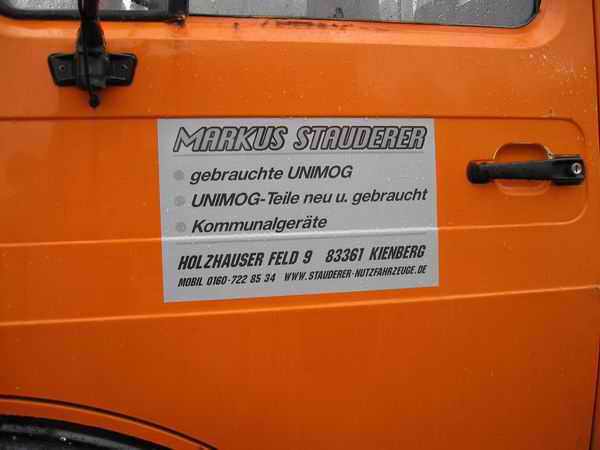 MARKUS STAUDERER
gebrauchte UNIMOG
UNIMOG-Teile neu u. gebraucht
Kommunalgeräte
HOLZHAUSER FELD 9 83361 KIENBERG
MOBIL 0160-722 85 34 WWW.STAUDERER-NUTZFAHRZEUGE.DE